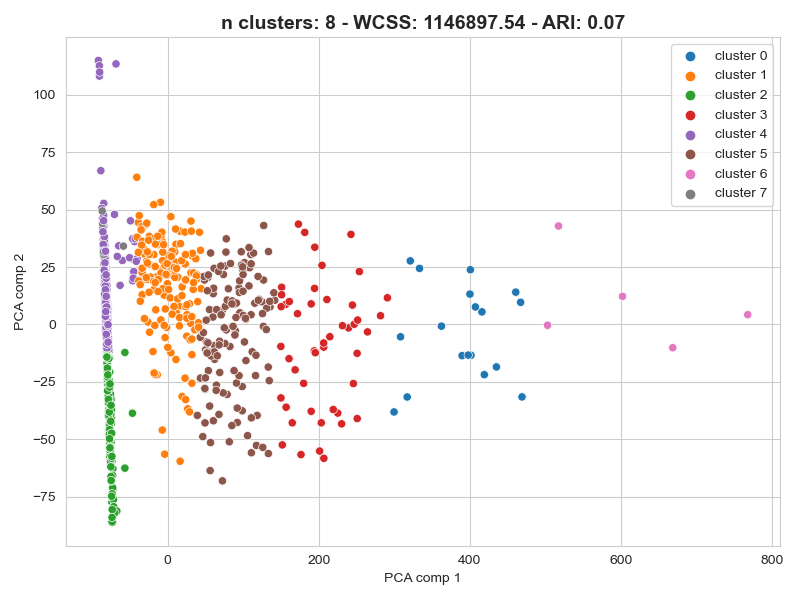 n clusters: 8 - WCSS: 1146897.54 - ARI: 0.07
cluster 0
cluster 1
cluster 2
cluster 3
cluster 4
cluster 5
cluster 6
cluster 7
PCA comp 2
100
75
50
25
0
−25
−50
−75
0
200
400
600
800
PCA comp 1